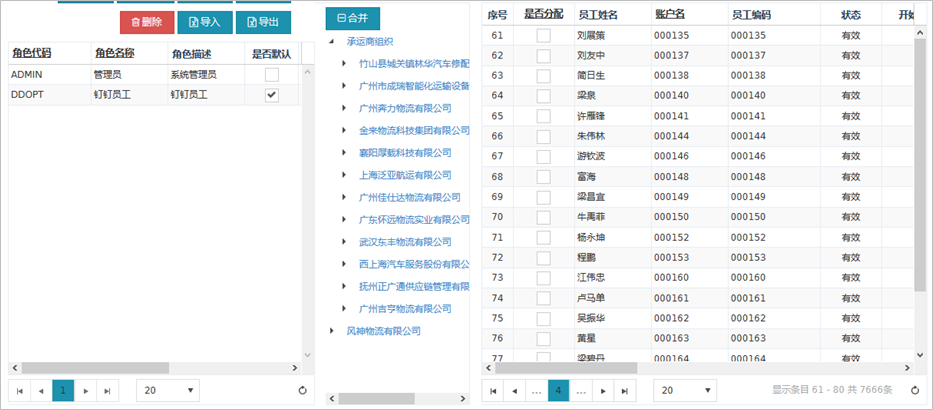 删除 导入 导出
角色代码 角色名称 角色描述 是否默认
ADMIN 管理员 系统管理员
DDOPT 钉钉员工 钉钉员工
1 20
合并
承运商组织
竹山县城关镇林华汽车修配
广州市成瑞智能化运输设备
广州奔力物流有限公司
金来物流科技集团有限公司
襄阳厚载科技有限公司
上海泛亚航运有限公司
广州佳仕达物流有限公司
广东怀远物流实业有限公司
武汉东丰物流有限公司
西上海汽车服务股份有限公
抚州正广通供应链管理有限
广州吉亨物流有限公司
风神物流有限公司
序号 是否分配 员工姓名 账户名 员工编码 状态 开始
61 刘展策 000135 000135 有效
62 刘友中 000137 000137 有效
63 简日生 000138 000138 有效
64 梁泉 000140 000140 有效
65 许雁锋 000141 000141 有效
66 朱伟林 000144 000144 有效
67 游钦波 000146 000146 有效
68 富海 000148 000148 有效
69 梁昌宜 000149 000149 有效
70 牛禹菲 000150 000150 有效
71 杨永坤 000152 000152 有效
72 程鹏 000153 000153 有效
73 江伟忠 000160 000160 有效
74 卢马单 000161 000161 有效
75 吴振华 000162 000162 有效
76 黄星 000163 000163 有效
77 梁碧丹 000164 000164 有效
... 4 ... 20 显示条目 61 - 80 共 7666条